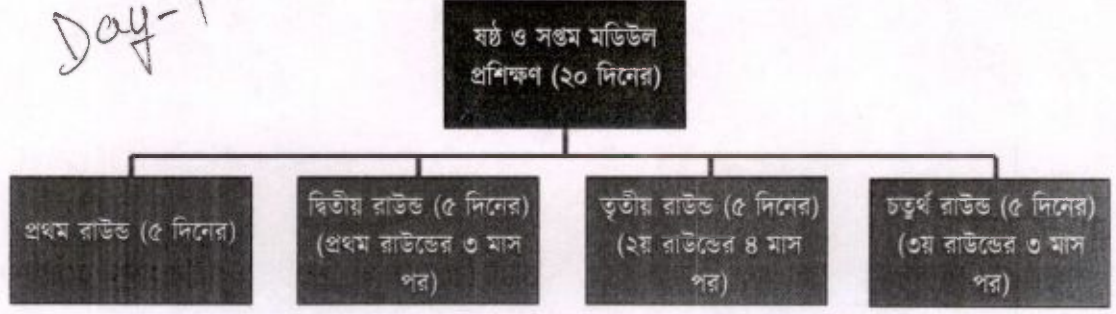 Day-1
ষষ্ঠ ও সপ্তম মডিউল
প্রশিক্ষণ (২০ দিনের)
প্রথম রাউন্ড (৫ দিনের)
দ্বিতীয় রাউন্ড (৫ দিনের)
(প্রথম রাউন্ডের ৩ মাস
পর)
তৃতীয় রাউন্ড (৫ দিনের)
(২য় রাউন্ডের ৪ মাস
পর)
চতুর্থ রাউন্ড (৫ দিনের)
(৩য় রাউন্ডের ৩ মাস
পর)